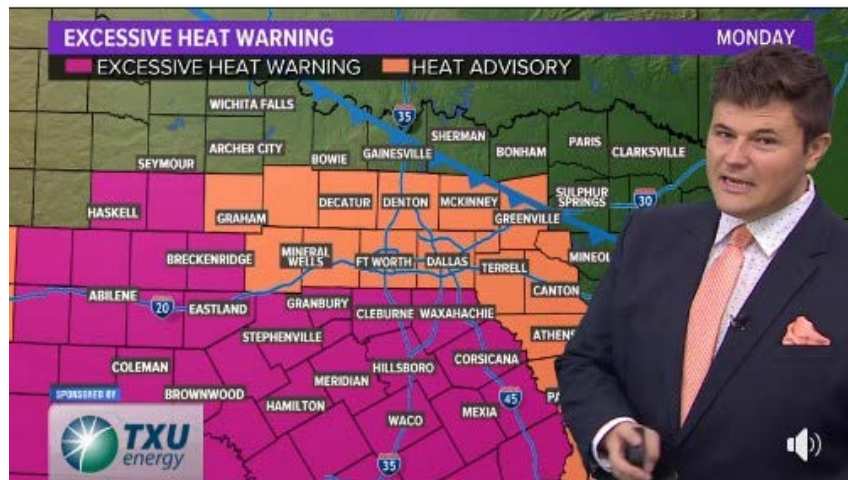 EXCESSIVE HEAT WARNING MONDAY
EXCESSIVE HEAT WARNING HEAT ADVISORY
WICHITA FALLS
35
SHERMAN
ARCHER CITY
BOWIE
GAINESVILLE
BONHAM
PARIS
CLARKSVILLE
SEYMOUR
HASKELL
GRAHAM
DECATUR
DENTON
MCKINNEY
GREENVILLE
SULPHUR
SPRINGS
30
BRECKENRIDGE
MINERAL
WELLS
FT WORTH
DALLAS
TERRELL
CANTON
ABILENE
20
EASTLAND
GRANBURY
CLEBURNE
WAXAHACHIE
STEPHENVILLE
COLEMAN
HILLSBORO
CORSICANA
MERIDIAN
BROWNWOOD
HAMILTON
WACO
MEXIA
45
35
SPONSORED BY
TXU
energy